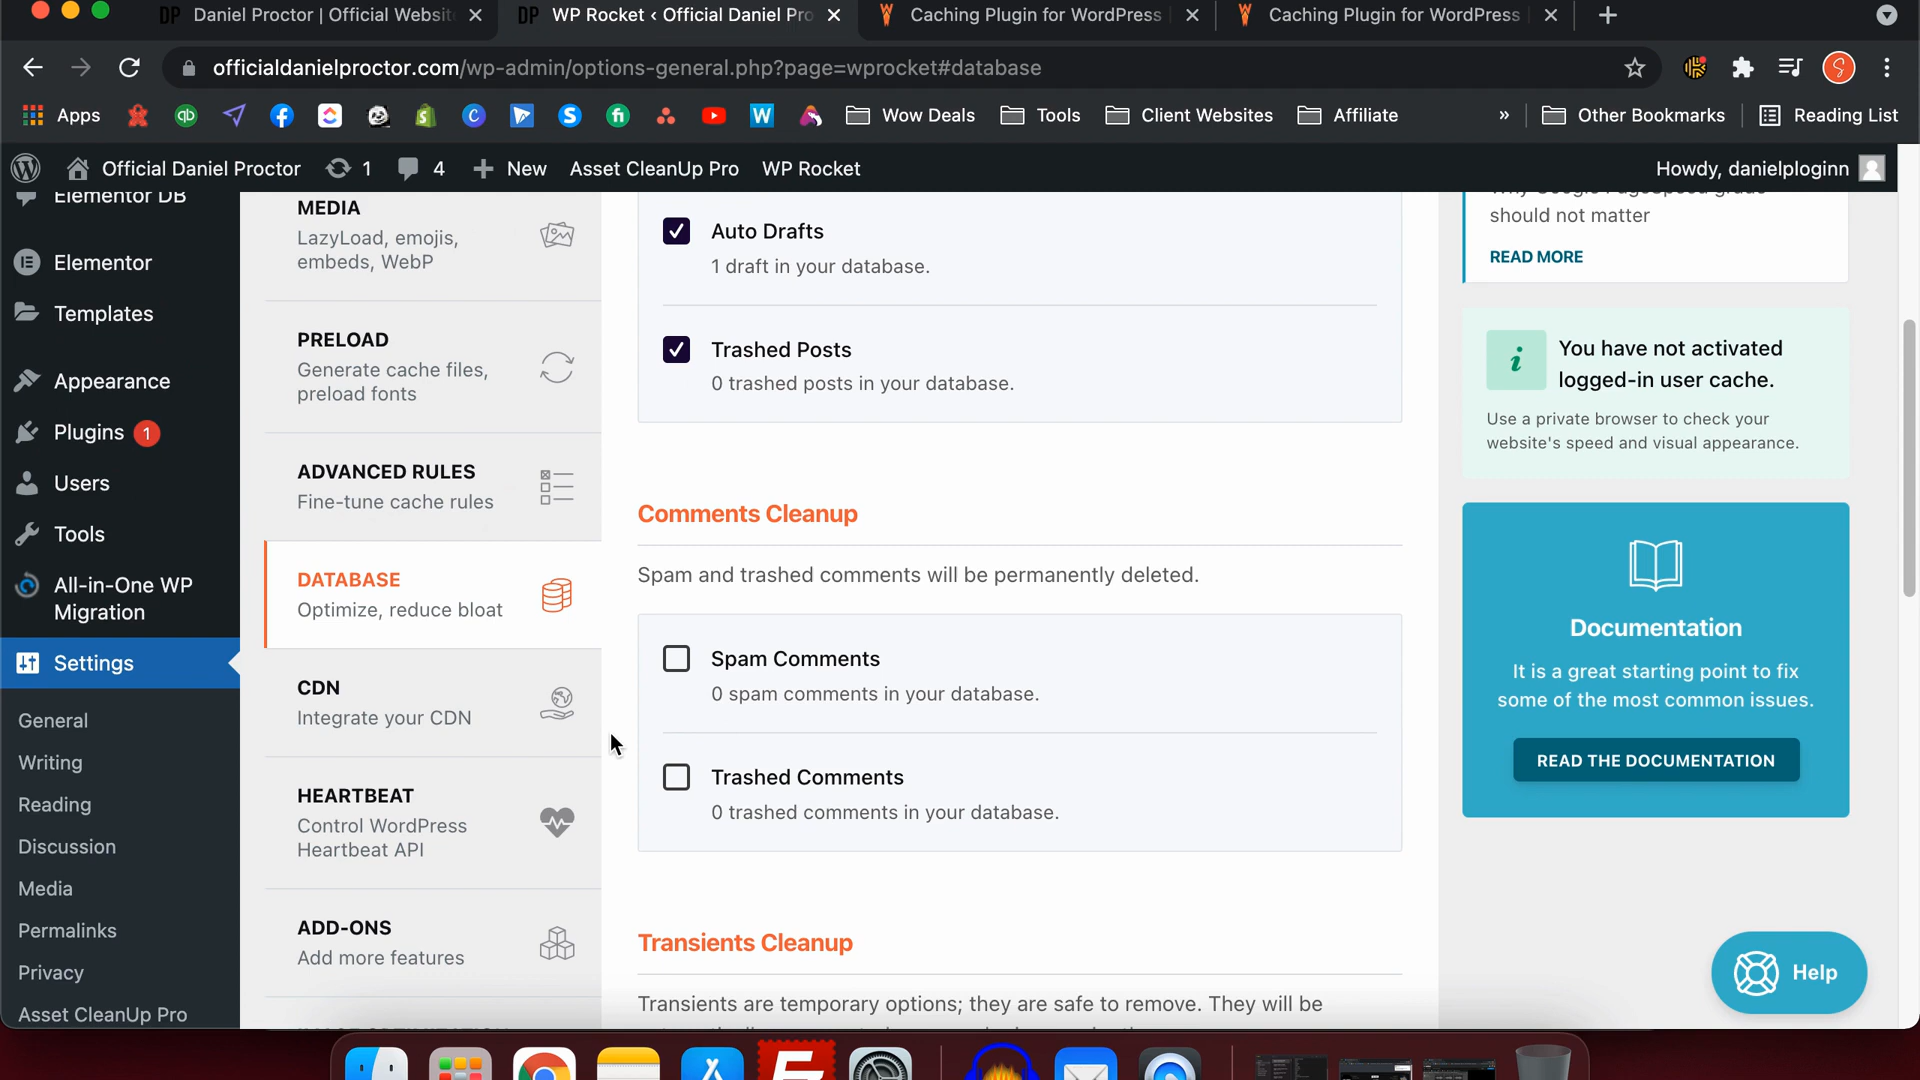 Daniel Proctor | Official Websit
WP Rocket ‹ Official Daniel Pro
Caching Plugin for WordPress
Caching Plugin for WordPress
officialdanielproctor.com/wp-admin/options-general.php?page=wprocket#database
Apps
Wow Deals
Tools
Client Websites
Affiliate
»
Other Bookmarks
Reading List
Official Daniel Proctor
1
4
New
Asset CleanUp Pro
WP Rocket
Howdy, danielploginn
Elementor DB
Elementor
Templates
Appearance
Plugins 1
Users
Tools
All-in-One WP
Migration
Settings
General
Writing
Reading
Discussion
Media
Permalinks
Privacy
Asset CleanUp Pro
MEDIA
LazyLoad, emojis,
embeds, WebP
PRELOAD
Generate cache files,
preload fonts
ADVANCED RULES
Fine-tune cache rules
DATABASE
Optimize, reduce bloat
CDN
Integrate your CDN
HEARTBEAT
Control WordPress
Heartbeat API
ADD-ONS
Add more features
Auto Drafts
1 draft in your database.
Trashed Posts
0 trashed posts in your database.
Comments Cleanup
Spam and trashed comments will be permanently deleted.
Spam Comments
0 spam comments in your database.
Trashed Comments
0 trashed comments in your database.
Transients Cleanup
Transients are temporary options; they are safe to remove. They will be
should not matter
READ MORE
You have not activated
logged-in user cache.
Use a private browser to check your
website's speed and visual appearance.
Documentation
It is a great starting point to fix
some of the most common issues.
READ THE DOCUMENTATION
Help